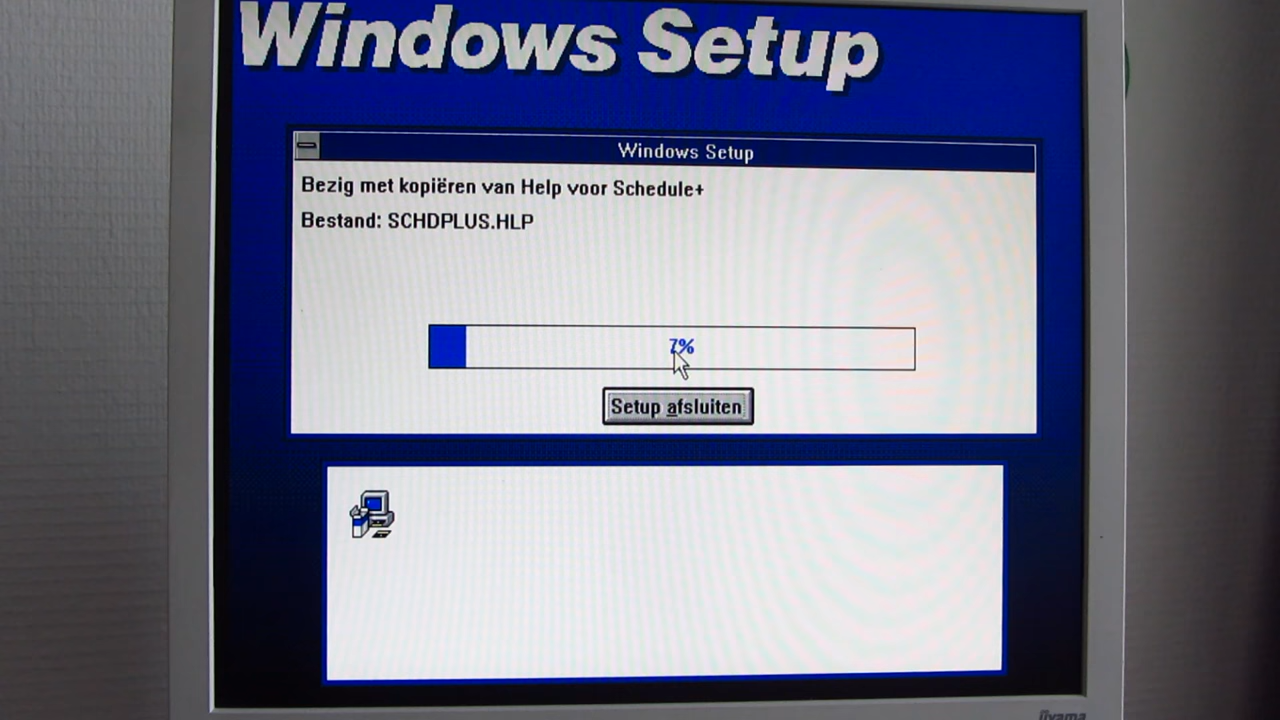 Windows Setup
Windows Setup
Bezig met kopiëren van Help voor Schedule+
Bestand: SCHDPLUS.HLP
7%
Setup afsluiten
iiyama